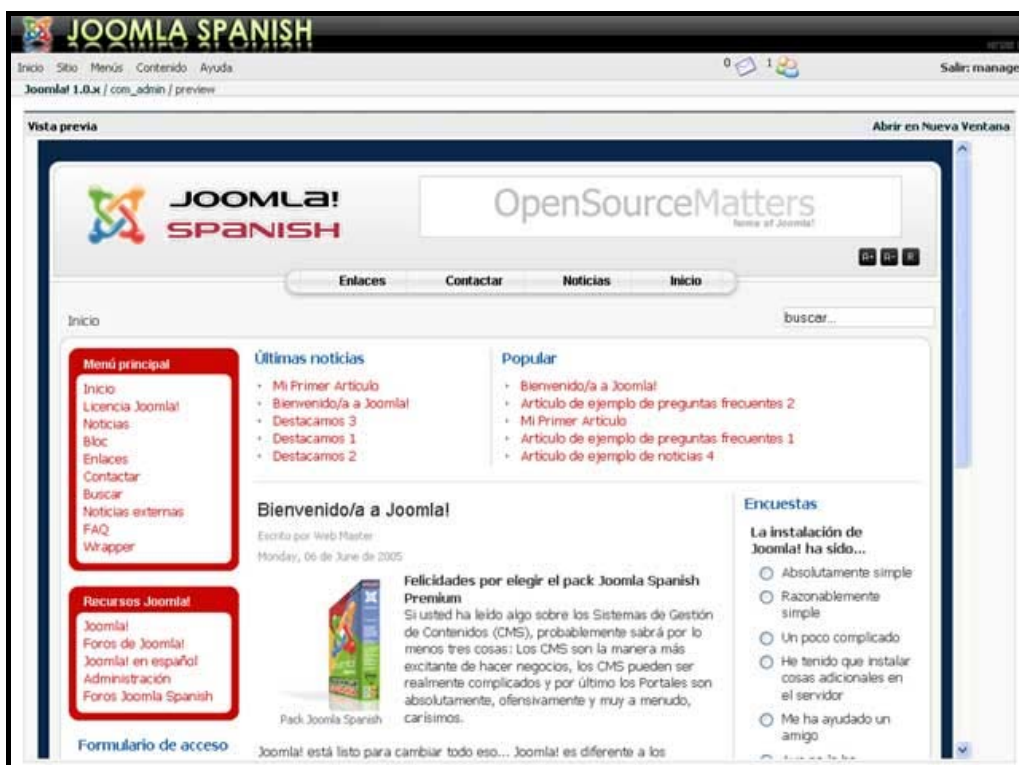 JOOMLA SPANISH
Inicio Sitio Menús Contenido Ayuda
0 1
Salir: manage
Joomla! 1.0.x / com_admin / preview
Vista previa
Abrir en Nueva Ventana
JOOMLA!
SPANISH
OpenSourceMatters
home of Joomla!
A+ A- R
Enlaces Contactar Noticias Inicio
Inicio
buscar...
Menú principal
Inicio
Licencia Joomla!
Noticias
Bloc
Enlaces
Contactar
Buscar
Noticias externas
FAQ
Wrapper
Recursos Joomla!
Joomla!
Foros de Joomla!
Joomla! en español
Administración
Foros Joomla Spanish
Formulario de acceso
Últimas noticias
Mi Primer Artículo
Bienvenido/a a Joomla!
Destacamos 3
Destacamos 1
Destacamos 2
Popular
Bienvenido/a a Joomla!
Artículo de ejemplo de preguntas frecuentes 2
Mi Primer Artículo
Artículo de ejemplo de preguntas frecuentes 1
Artículo de ejemplo de noticias 4
Bienvenido/a a Joomla!
Escrito por Web Master
Monday, 06 de June de 2005
Felicidades por elegir el pack Joomla Spanish
Premium
Si usted ha leído algo sobre los Sistemas de Gestión
de Contenidos (CMS), probablemente sabrá por lo
menos tres cosas: Los CMS son la manera más
excitante de hacer negocios, los CMS pueden ser
realmente complicados y por último los Portales son
absolutamente, ofensivamente y muy a menudo,
carísimos.
Pack Joomla Spanish
Joomla! está listo para cambiar todo eso... Joomla! es diferente a los
Encuestas
La instalación de
Joomla! ha sido...
Absolutamente simple
Razonablemente
simple
Un poco complicado
He tenido que instalar
cosas adicionales en
el servidor
Me ha ayudado un
amigo